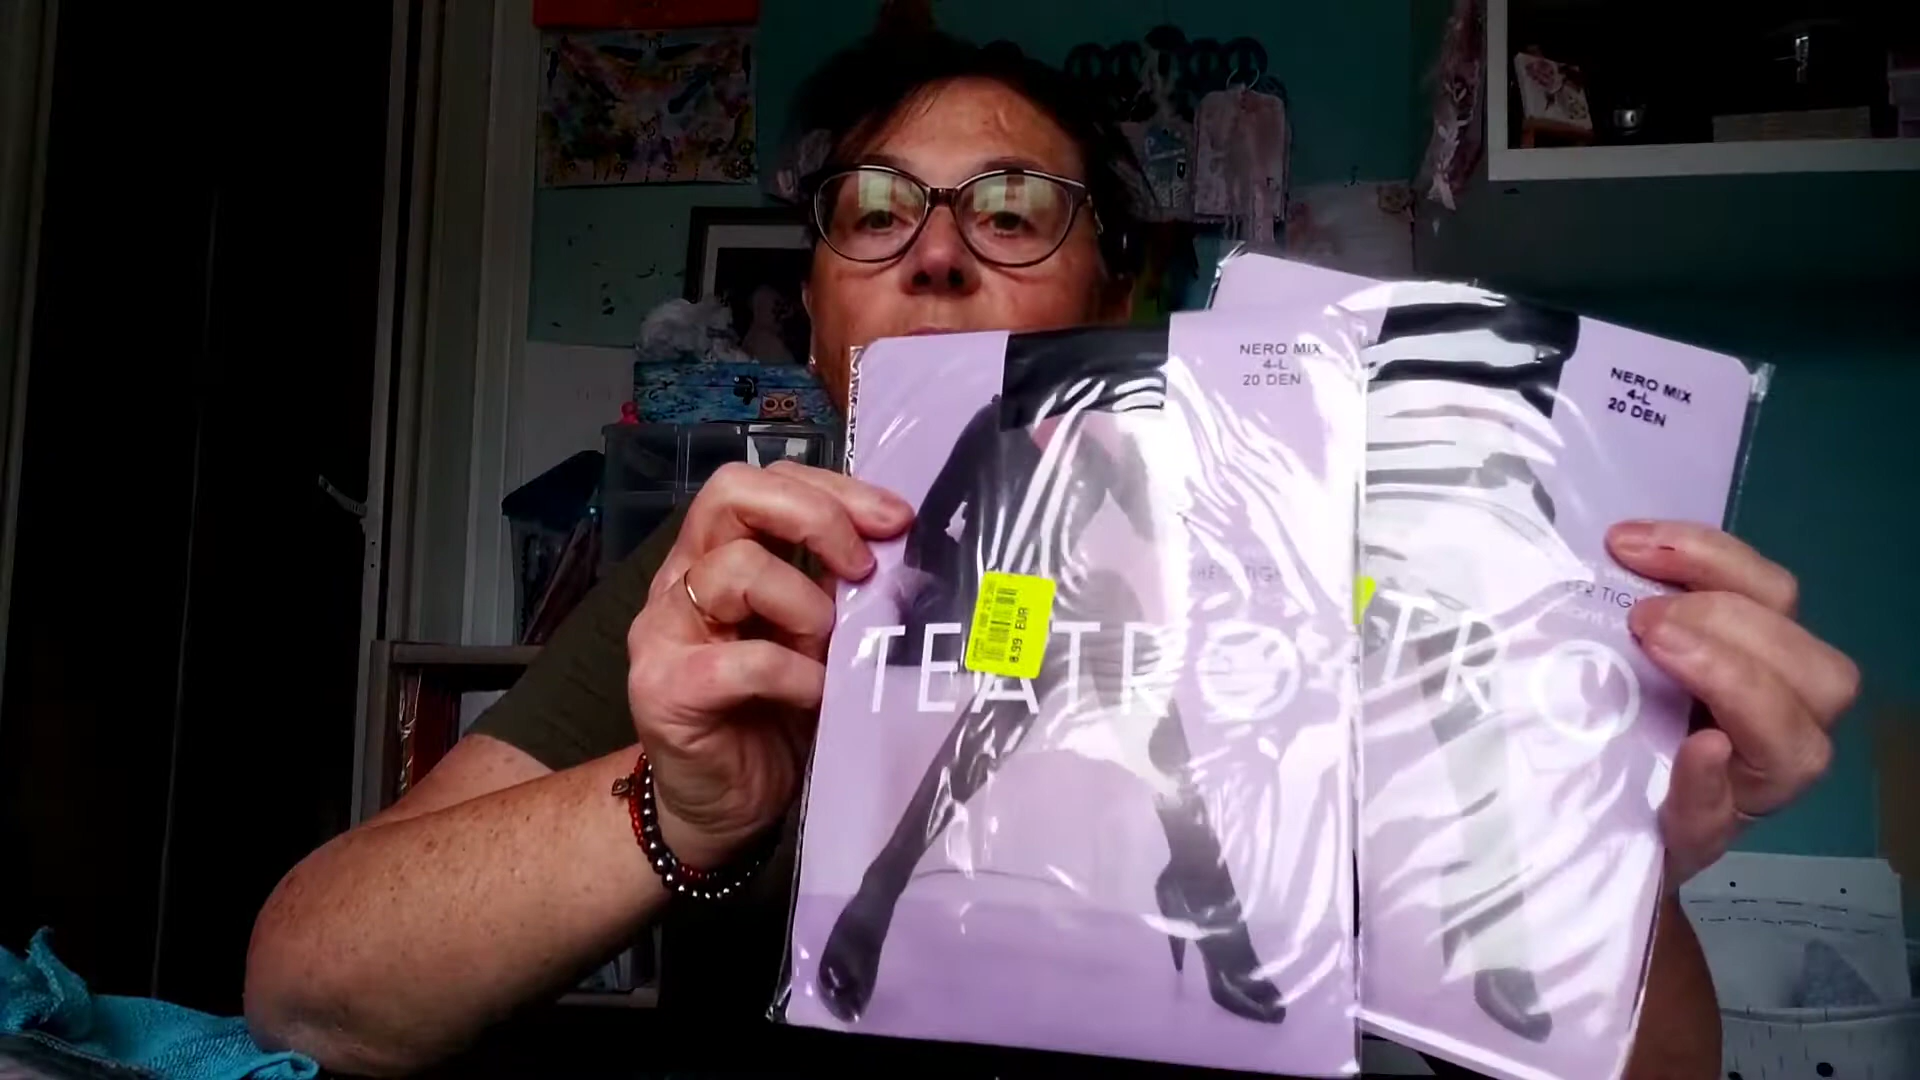 NERO MIX
4-L
20 DEN
TEATRO
8.99 EUR
NERO MIX
4-L
20 DEN
TRO